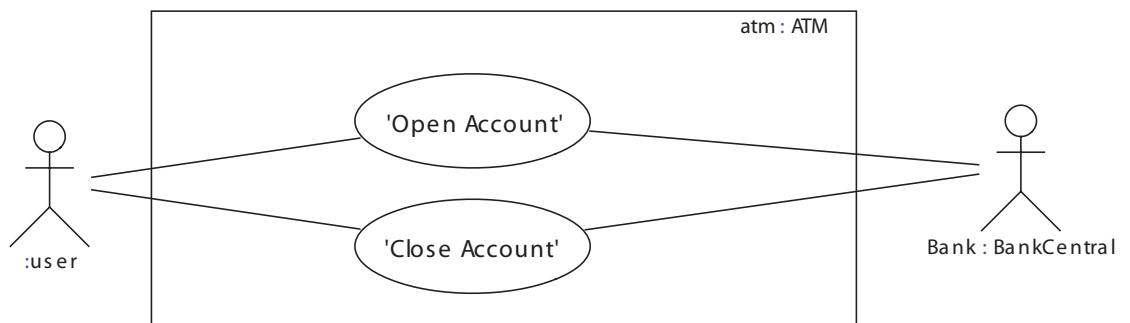 atm : ATM
'Open Account'
'Close Account'
:user
Bank : BankCentral